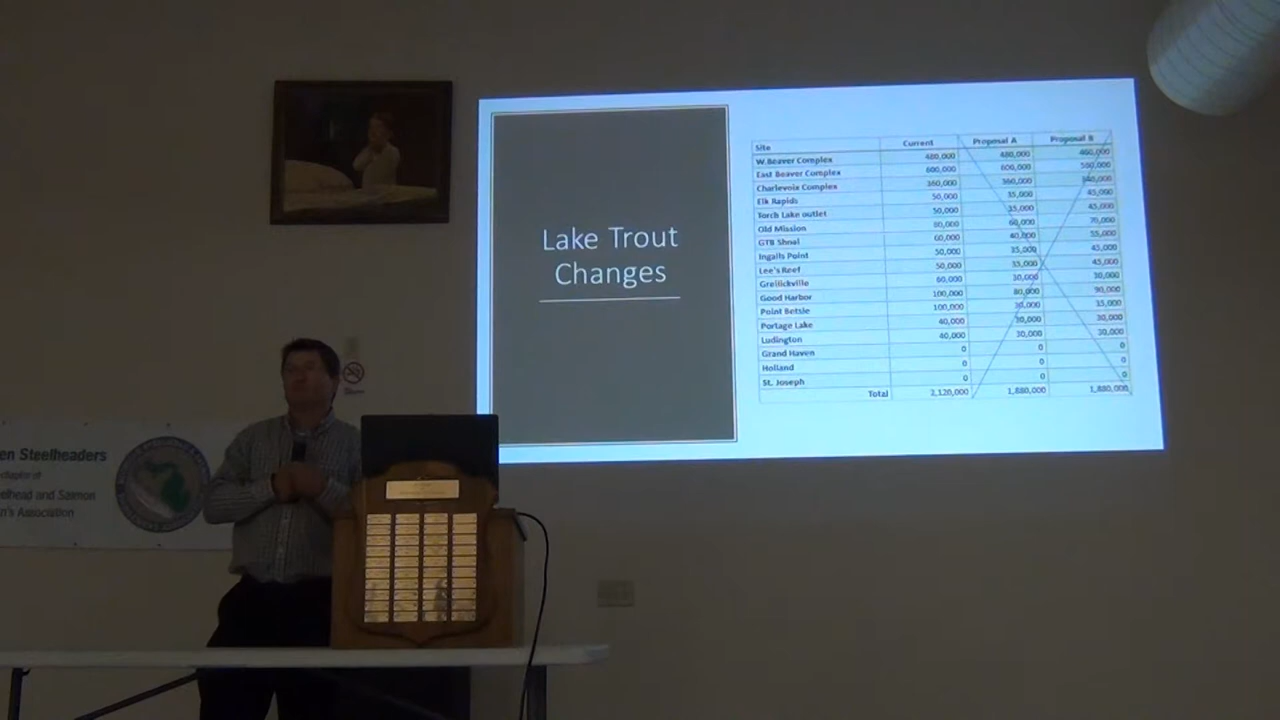 Lake Trout
Changes
Site Current Proposal A Proposal B
W.Beaver Complex 480,000 480,000 460,000
East Beaver Complex 600,000 600,000 500,000
Charlevoix Complex 360,000 360,000 340,000
Elk Rapids 50,000 35,000 45,000
Torch Lake outlet 50,000 35,000 45,000
Old Mission 80,000 60,000 70,000
GTB Shoal 60,000 40,000 55,000
Ingalls Point 50,000 35,000 45,000
Lee's Reef 50,000 35,000 45,000
Greilickville 60,000 30,000 30,000
Good Harbor 100,000 80,000 90,000
Point Betsie 100,000 30,000 35,000
Portage Lake 40,000 30,000 30,000
Ludington 40,000 30,000 30,000
Grand Haven 0 0 0
Holland 0 0 0
St. Joseph 0 0 0
Total 2,120,000 1,880,000 1,880,000
en Steelheaders
chapter of
elhead and Salmon
n's Association